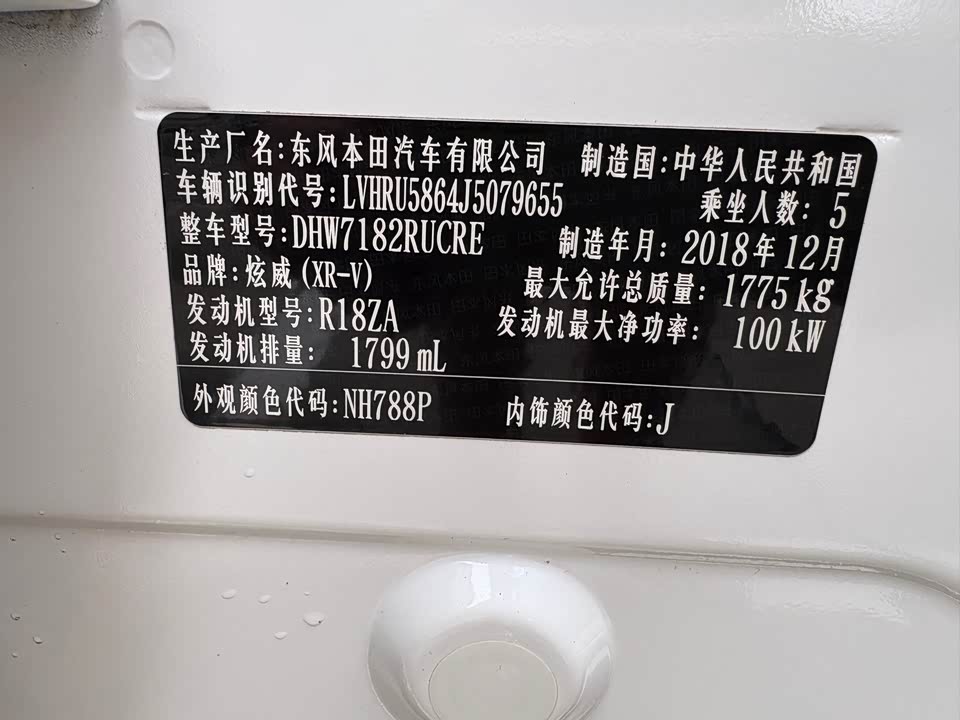 生产厂名:东风本田汽车有限公司 制造国:中华人民共和国
车辆识别代号:LVHRU5864J5079655 乘坐人数: 5
整车型号:DHW7182RUCRE 制造年月: 2018年12月
品牌:炫威(XR-V) 最大允许总质量: 1775kg
发动机型号:R18ZA 发动机最大净功率: 100kW
发动机排量: 1799mL
外观颜色代码:NH788P 内饰颜色代码:J